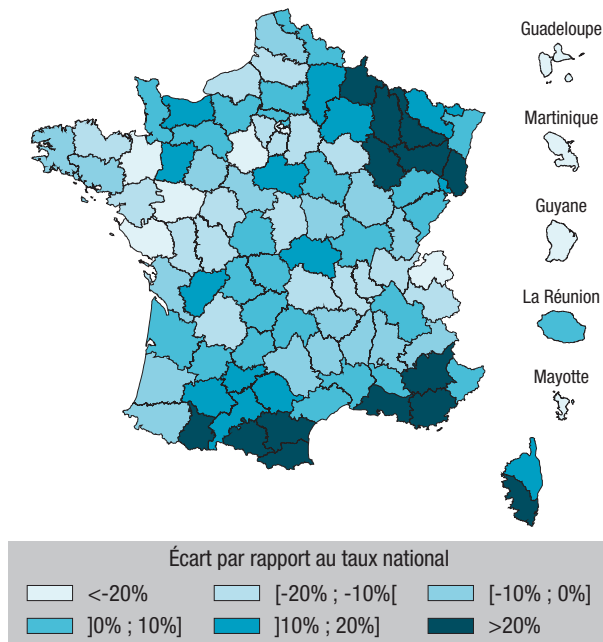 Guadeloupe
Martinique
Guyane
La Réunion
Mayotte
Écart par rapport au taux national
<-20%
[-20% ; -10%[
[-10% ; 0%]
]0% ; 10%]
]10% ; 20%]
>20%